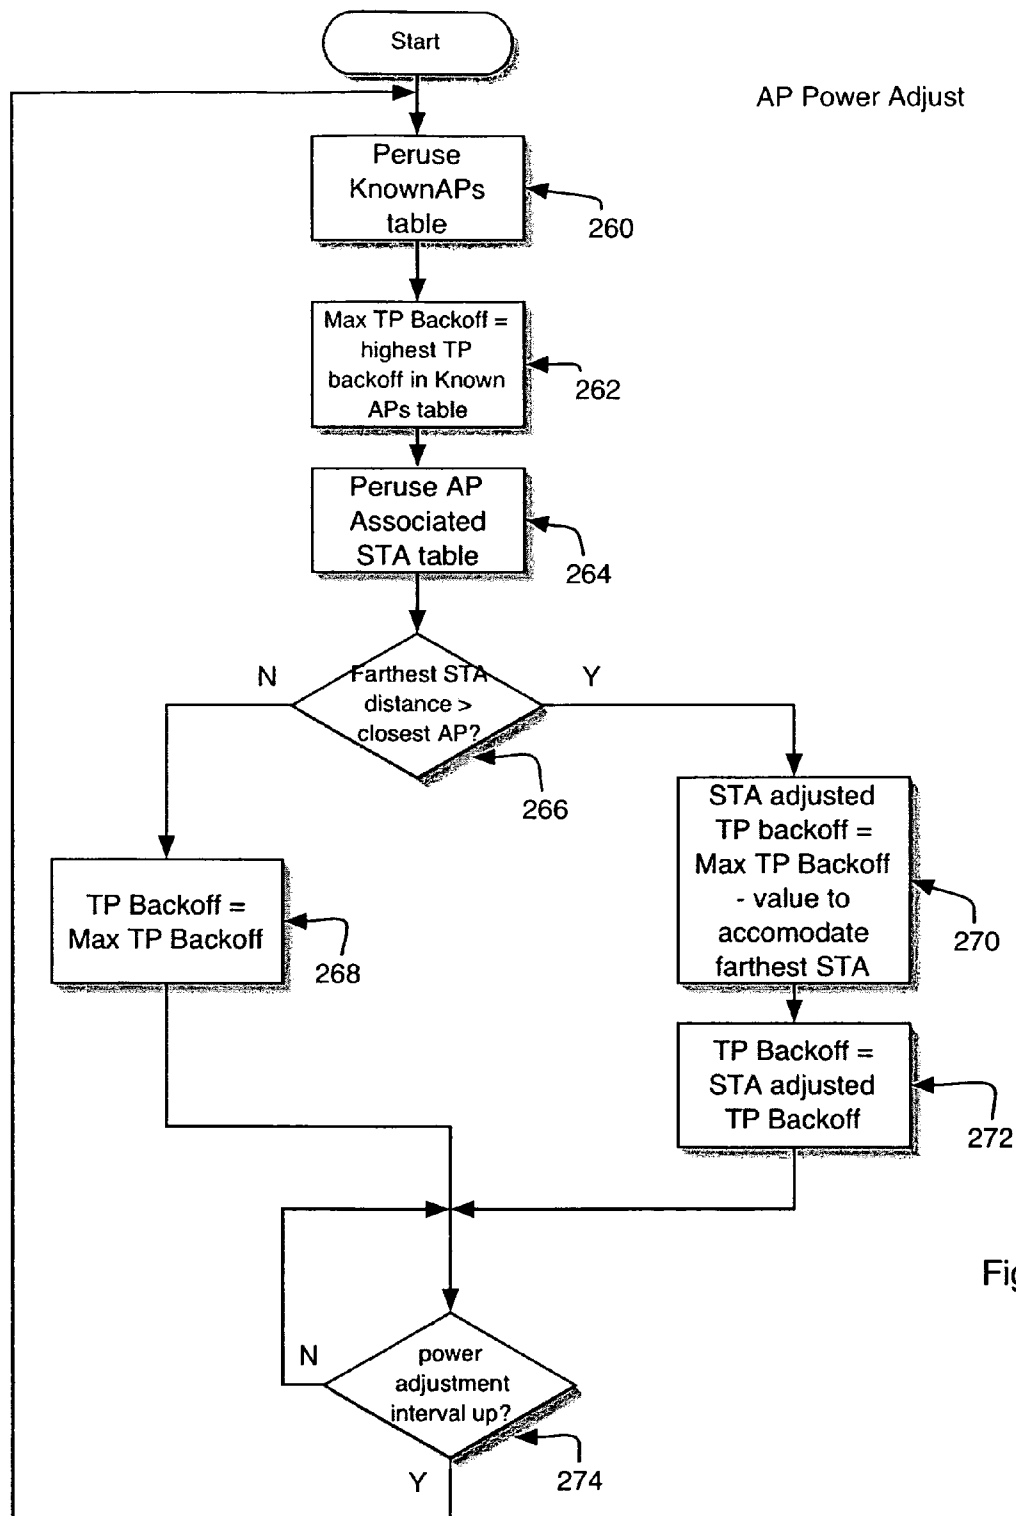 Start
AP Power Adjust
Peruse
KnownAPs
table
260
Max TP Backoff =
highest TP
backoff in Known
APs table
262
Peruse AP
Associated
STA table
264
N
Farthest STA
distance >
closest AP?
Y
266
STA adjusted
TP backoff =
Max TP Backoff
- value to
accomodate
farthest STA
270
TP Backoff =
Max TP Backoff
268
TP Backoff =
STA adjusted
TP Backoff
272
Fig
N
power
adjustment
interval up?
274
Y